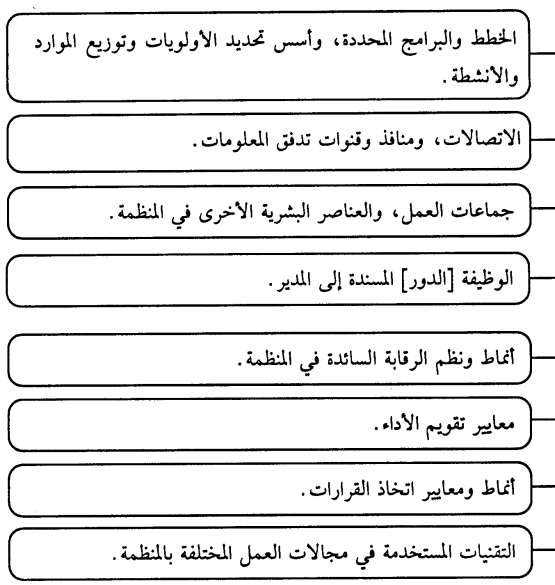 الخطط والبرامج المحددة، وأسس تحديد الأولويات وتوزيع الموارد
والأنشطة.
الاتصالات، ومنافذ وقنوات تدفق المعلومات.
جماعات العمل، والعناصر البشرية الأخرى في المنظمة.
الوظيفة [الدور] المسندة إلى المدير.
أنماط ونظم الرقابة السائدة في المنظمة.
معايير تقويم الأداء.
أنماط ومعايير اتخاذ القرارات.
التقنيات المستخدمة في مجالات العمل المختلفة بالمنظمة.